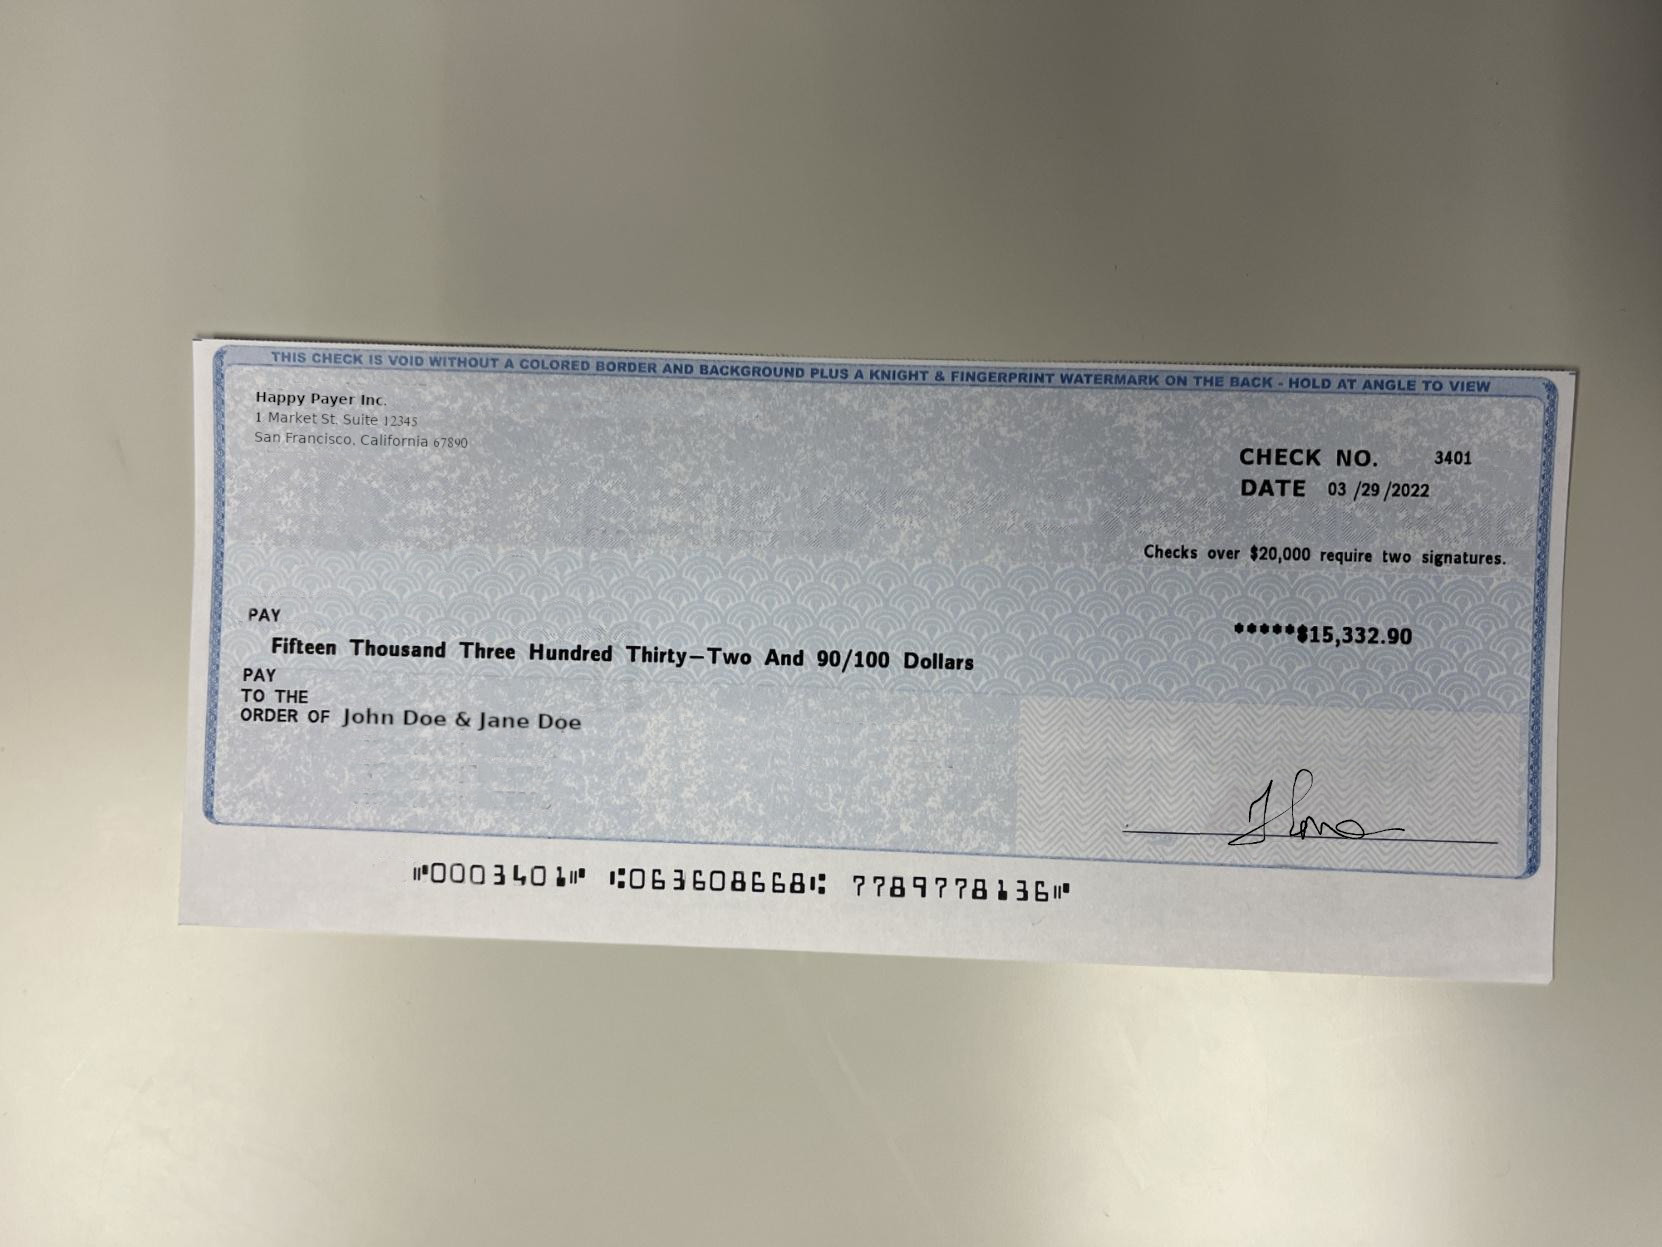 THIS CHECK IS VOID WITHOUT A COLORED BORDER AND BACKGROUND PLUS A KNIGHT & FINGERPRINT WATERMARK ON THE BACK - HOLD AT ANGLE TO VIEW
Happy Payer Inc.
1 Market St. Suite 12345
San Francisco, California 67890
CHECK NO. 3401
DATE 03 /29 /2022
Checks over $20,000 require two signatures.
PAY
*****$15,332.90
Fifteen Thousand Three Hundred Thirty-Two And 90/100 Dollars
PAY
TO THE
ORDER OF John Doe & Jane Doe
⑈0003401⑈ ⑆063608668⑆ 7789778136⑈